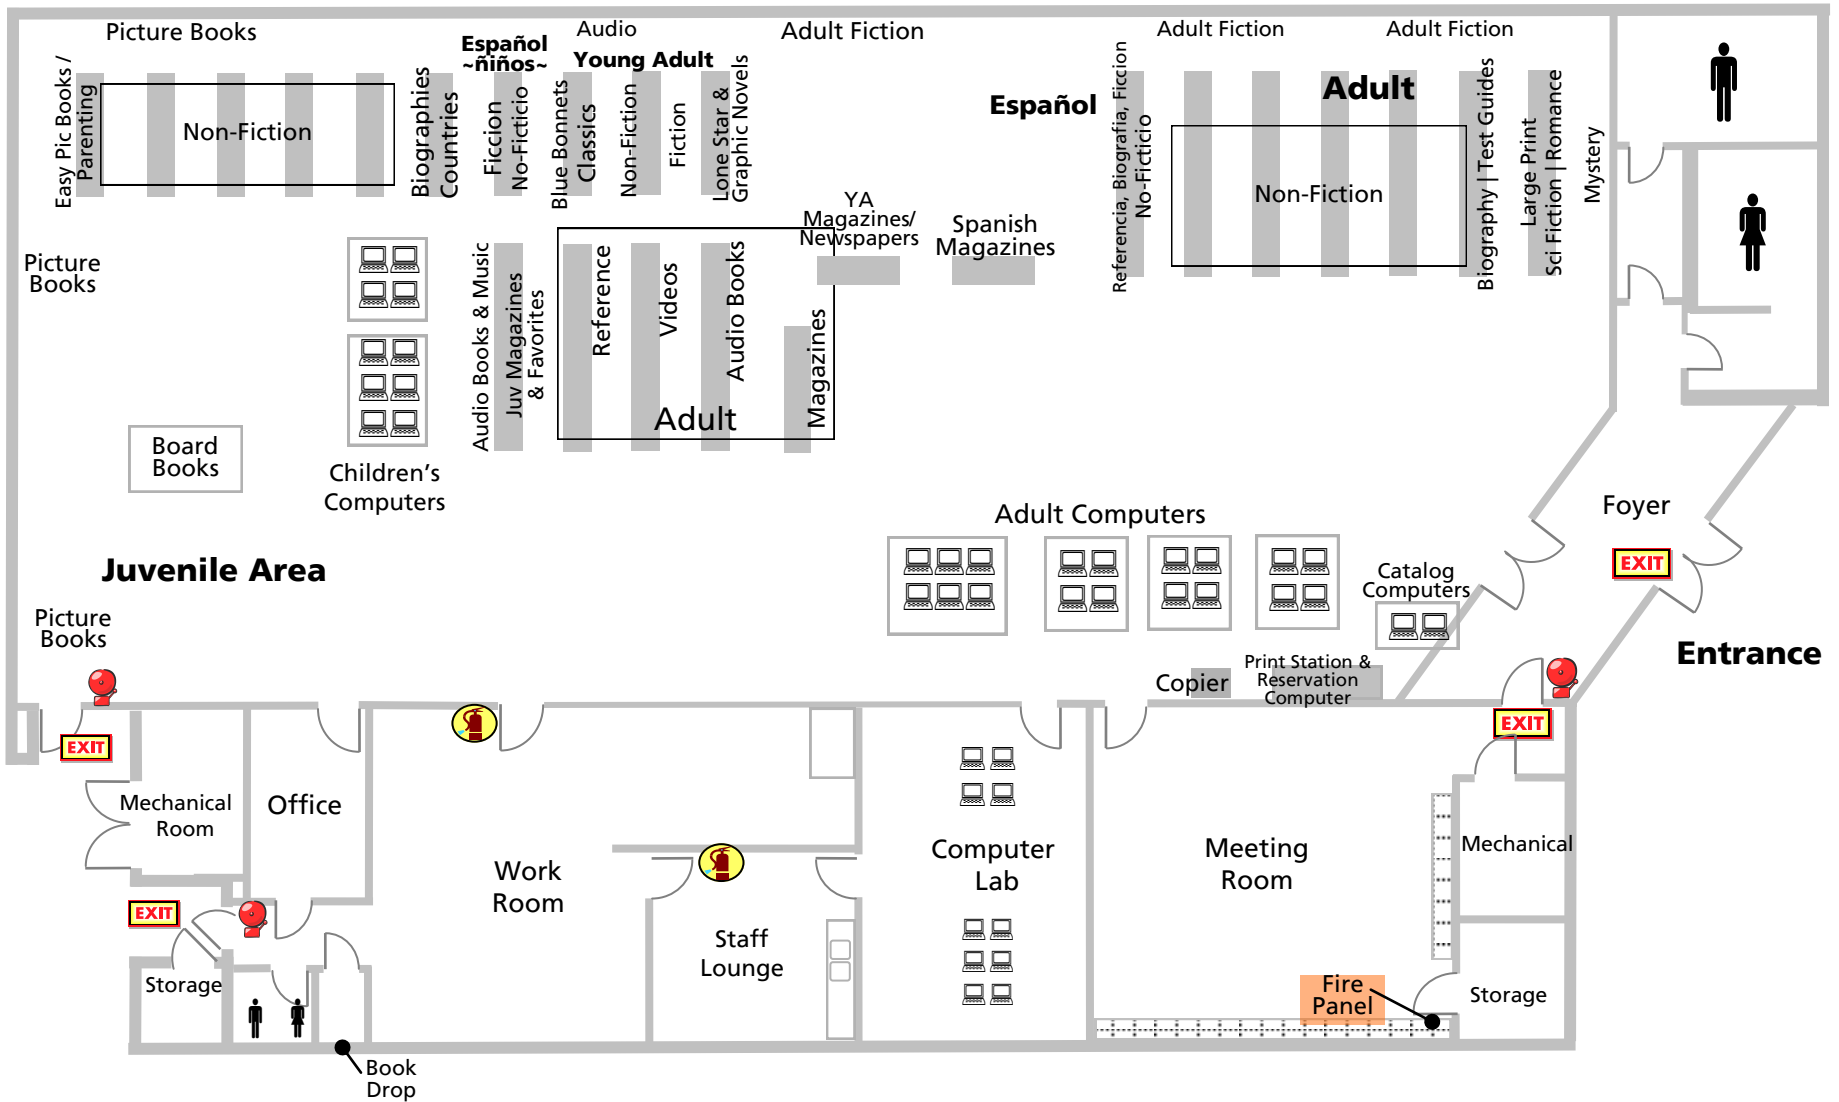 Picture Books
Español
~ñiños~
Audio
Young Adult
Adult Fiction
Adult Fiction
Adult Fiction
Easy Pic Books /
Parenting
Non-Fiction
Biographies
Countries
Ficcion
No-Ficticio
Blue Bonnets
Classics
Non-Fiction
Fiction
Lone Star &
Graphic Novels
Español
Referencia, Biografia, Ficcion
No-Ficticio
Adult
Non-Fiction
Biography | Test Guides
Large Print
Sci Fiction | Romance
Mystery
YA
Magazines/
Newspapers
Spanish
Magazines
Picture
Books
Audio Books & Music
Juv Magazines
& Favorites
Reference
Videos
Audio Books
Magazines
Adult
Board
Books
Children's
Computers
Adult Computers
Foyer
EXIT
Juvenile Area
Catalog
Computers
Picture
Books
Entrance
Copier
Print Station &
Reservation
Computer
EXIT
EXIT
Mechanical
Room
Office
Work
Room
Computer
Lab
Meeting
Room
Mechanical
EXIT
Staff
Lounge
Storage
Fire
Panel
Storage
Book
Drop